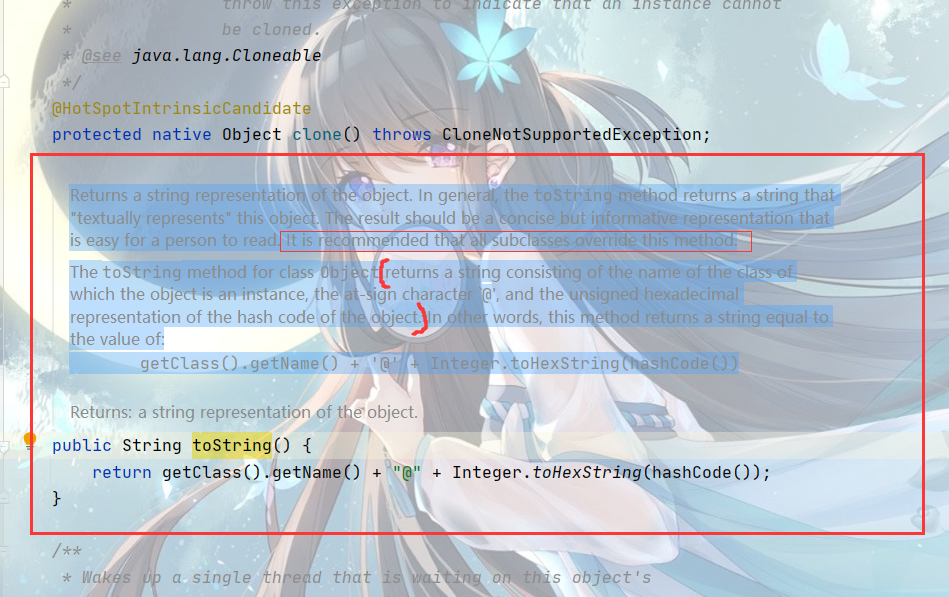 * throw this exception to indicate that an instance cannot
* be cloned.
* @see java.lang.Cloneable
*/
@HotSpotIntrinsicCandidate
protected native Object clone() throws CloneNotSupportedException;
Returns a string representation of the object. In general, the toString method returns a string that
"textually represents" this object. The result should be a concise but informative representation that
is easy for a person to read. It is recommended that all subclasses override this method.
The toString method for class Object returns a string consisting of the name of the class of
which the object is an instance, the at-sign character '@', and the unsigned hexadecimal
representation of the hash code of the object. In other words, this method returns a string equal to
the value of:
getClass().getName() + '@' + Integer.toHexString(hashCode())
Returns: a string representation of the object.
public String toString() {
return getClass().getName() + "@" + Integer.toHexString(hashCode());
}
/**
* Wakes up a single thread that is waiting on this object's